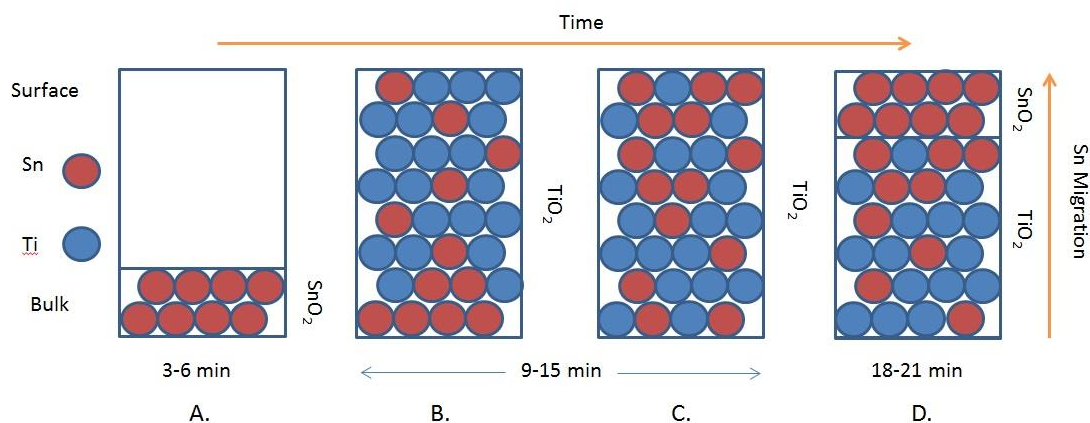 Time
Surface
Sn
Ti
Bulk
SnO2
TiO2
TiO2
SnO2
TiO2
Sn Migration
3-6 min
9-15 min
18-21 min
A.
B.
C.
D.